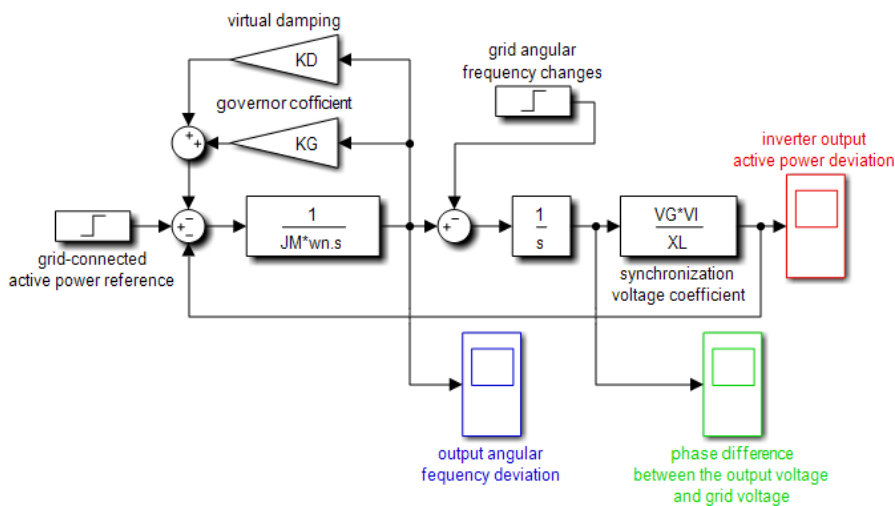 virtual damping
KD
grid angular
frequency changes
governor cofficient
KG
inverter output
active power deviation
1
JM*wn.s
1
s
VG*VI
XL
grid-connected
active power reference
synchronization
voltage coefficient
output angular
fequency deviation
phase difference
between the output voltage
and grid voltage